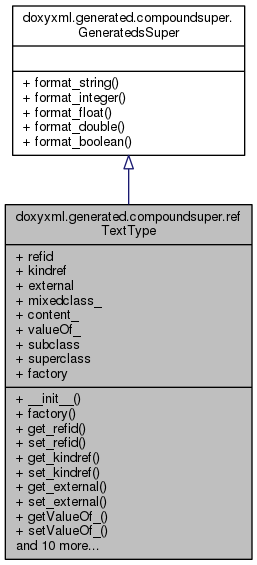 doxyxml.generated.compoundsuper.
GeneratedsSuper
+ format_string()
+ format_integer()
+ format_float()
+ format_double()
+ format_boolean()
doxyxml.generated.compoundsuper.ref
TextType
+ refid
+ kindref
+ external
+ mixedclass_
+ content_
+ valueOf_
+ subclass
+ superclass
+ factory
+ __init__()
+ factory()
+ get_refid()
+ set_refid()
+ get_kindref()
+ set_kindref()
+ get_external()
+ set_external()
+ getValueOf_()
+ setValueOf_()
and 10 more...